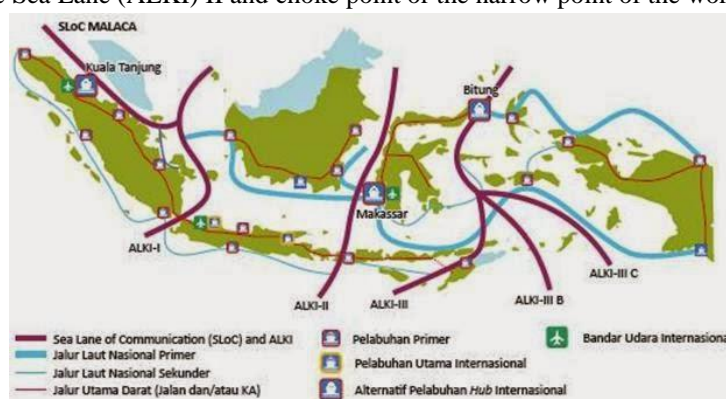 e Sea Lane (ALKI) II and choke point of the narrow point of the wor
SLoC MALACA
Kuala Tanjung
Bitung
Makassar
ALKI-I
ALKI-II
ALKI-III
ALKI-III B
ALKI-III C
Sea Lane of Communication (SLoC) and ALKI
Jalur Laut Nasional Primer
Jalur Laut Nasional Sekunder
Jalur Utama Darat (Jalan dan/atau KA)
Pelabuhan Primer
Pelabuhan Utama Internasional
Alternatif Pelabuhan Hub Internasional
Bandar Udara Internasiona